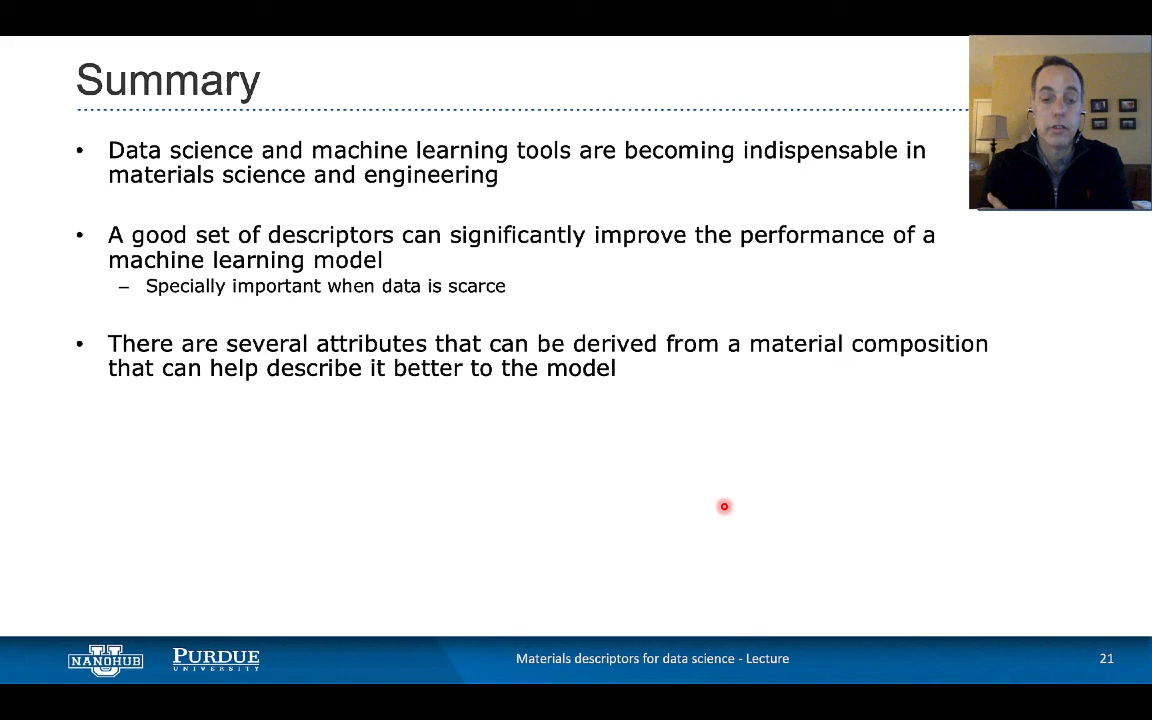 Summary
• Data science and machine learning tools are becoming indispensable in
materials science and engineering
• A good set of descriptors can significantly improve the performance of a
machine learning model
– Specially important when data is scarce
• There are several attributes that can be derived from a material composition
that can help describe it better to the model
NANOHUB
U
PURDUE
UNIVERSITY
Materials descriptors for data science - Lecture
21